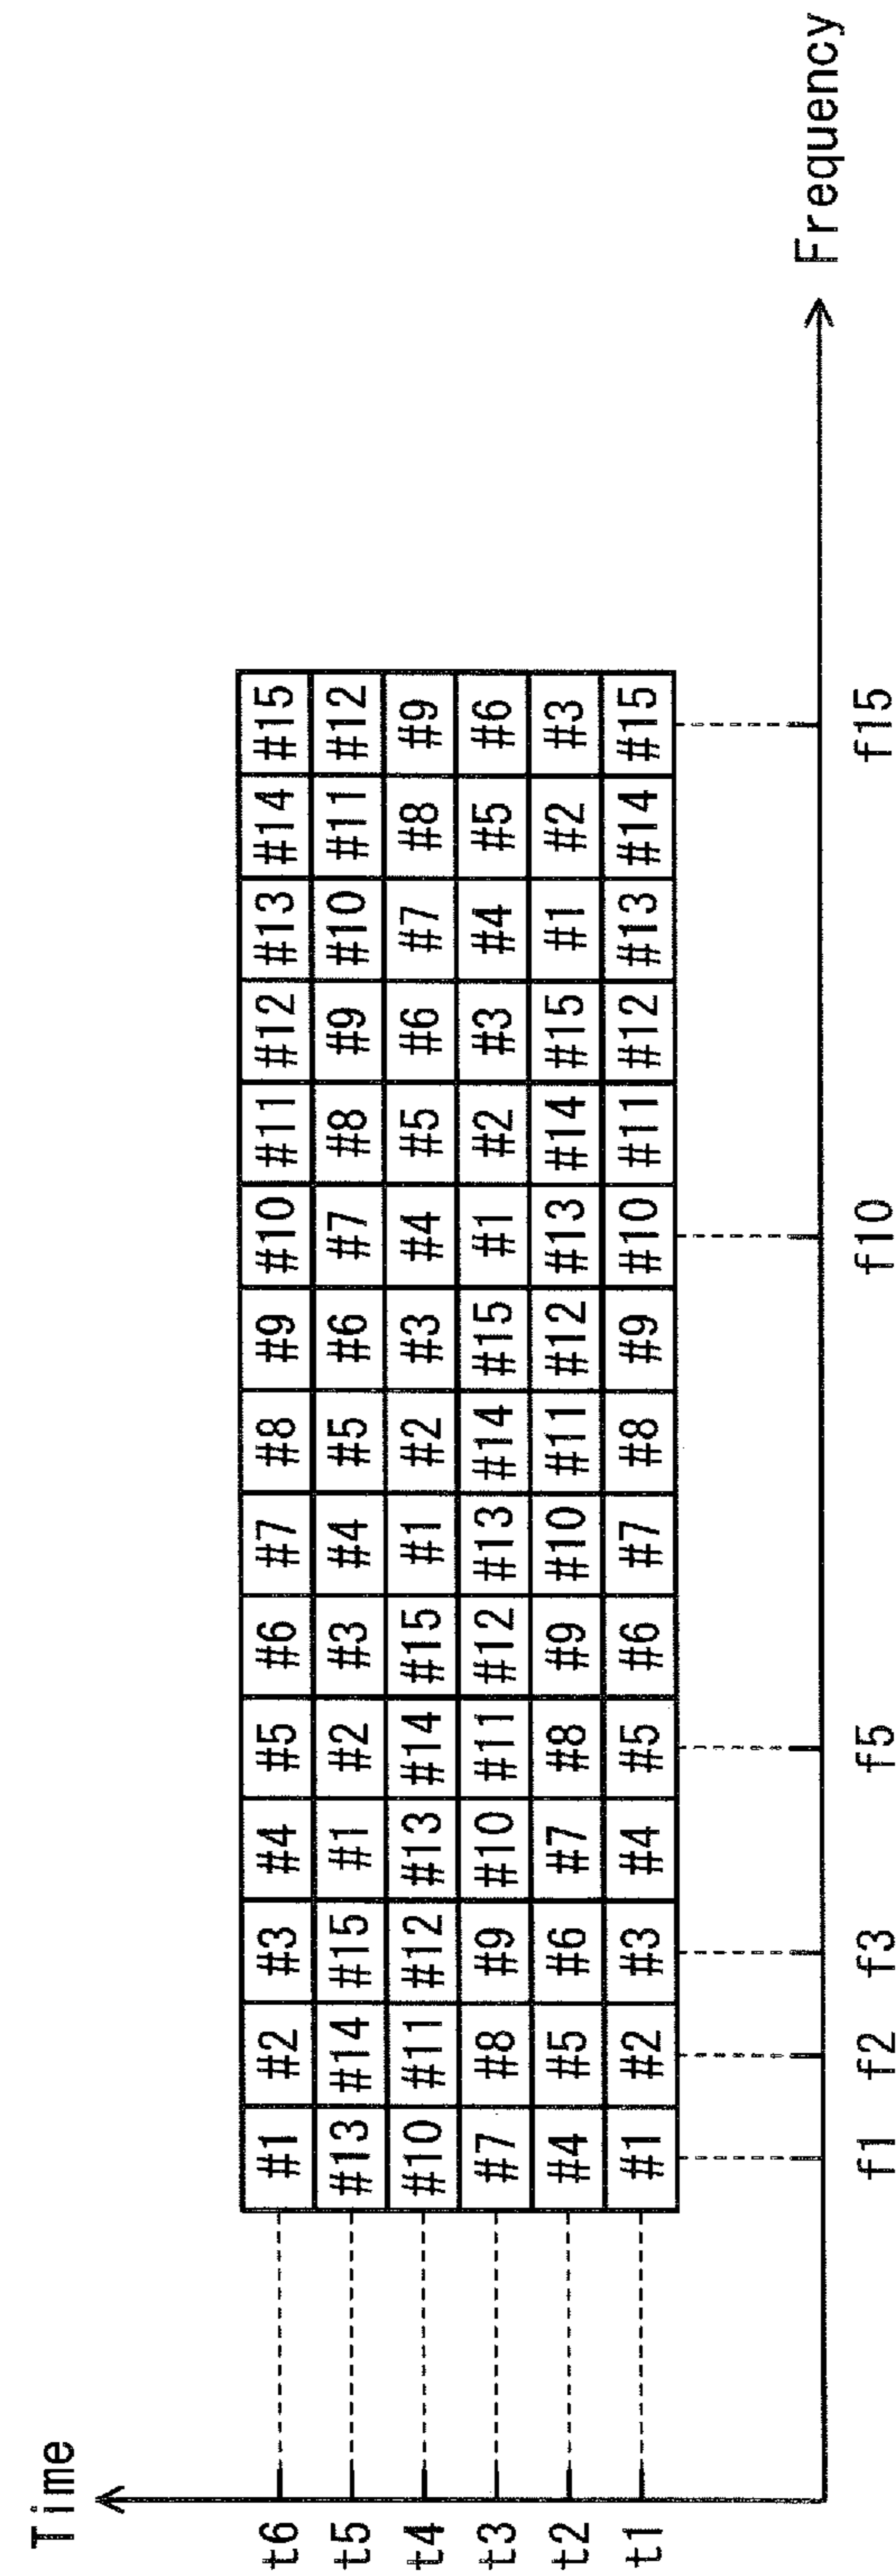 Time
t6 #1 #2 #3 #4 #5 #6 #7 #8 #9 #10 #11 #12 #13 #14 #15
t5 #13 #14 #15 #1 #2 #3 #4 #5 #6 #7 #8 #9 #10 #11 #12
t4 #10 #11 #12 #13 #14 #15 #1 #2 #3 #4 #5 #6 #7 #8 #9
t3 #7 #8 #9 #10 #11 #12 #13 #14 #15 #1 #2 #3 #4 #5 #6
t2 #4 #5 #6 #7 #8 #9 #10 #11 #12 #13 #14 #15 #1 #2 #3
t1 #1 #2 #3 #4 #5 #6 #7 #8 #9 #10 #11 #12 #13 #14 #15
Frequency
f1 f2 f3 f5 f10 f15